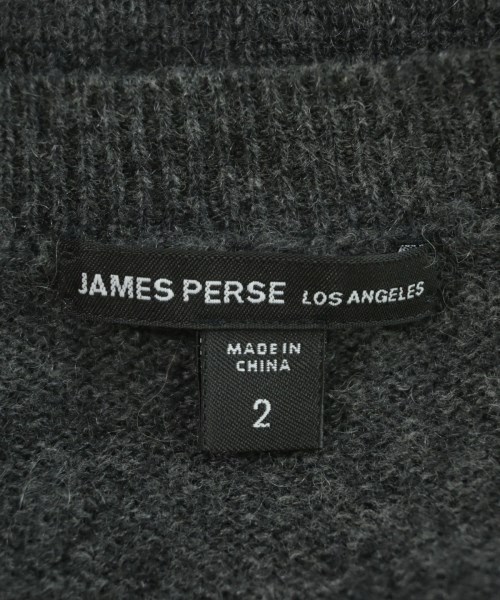 JAMES PERSE LOS ANGELES
MADE IN
CHINA
2